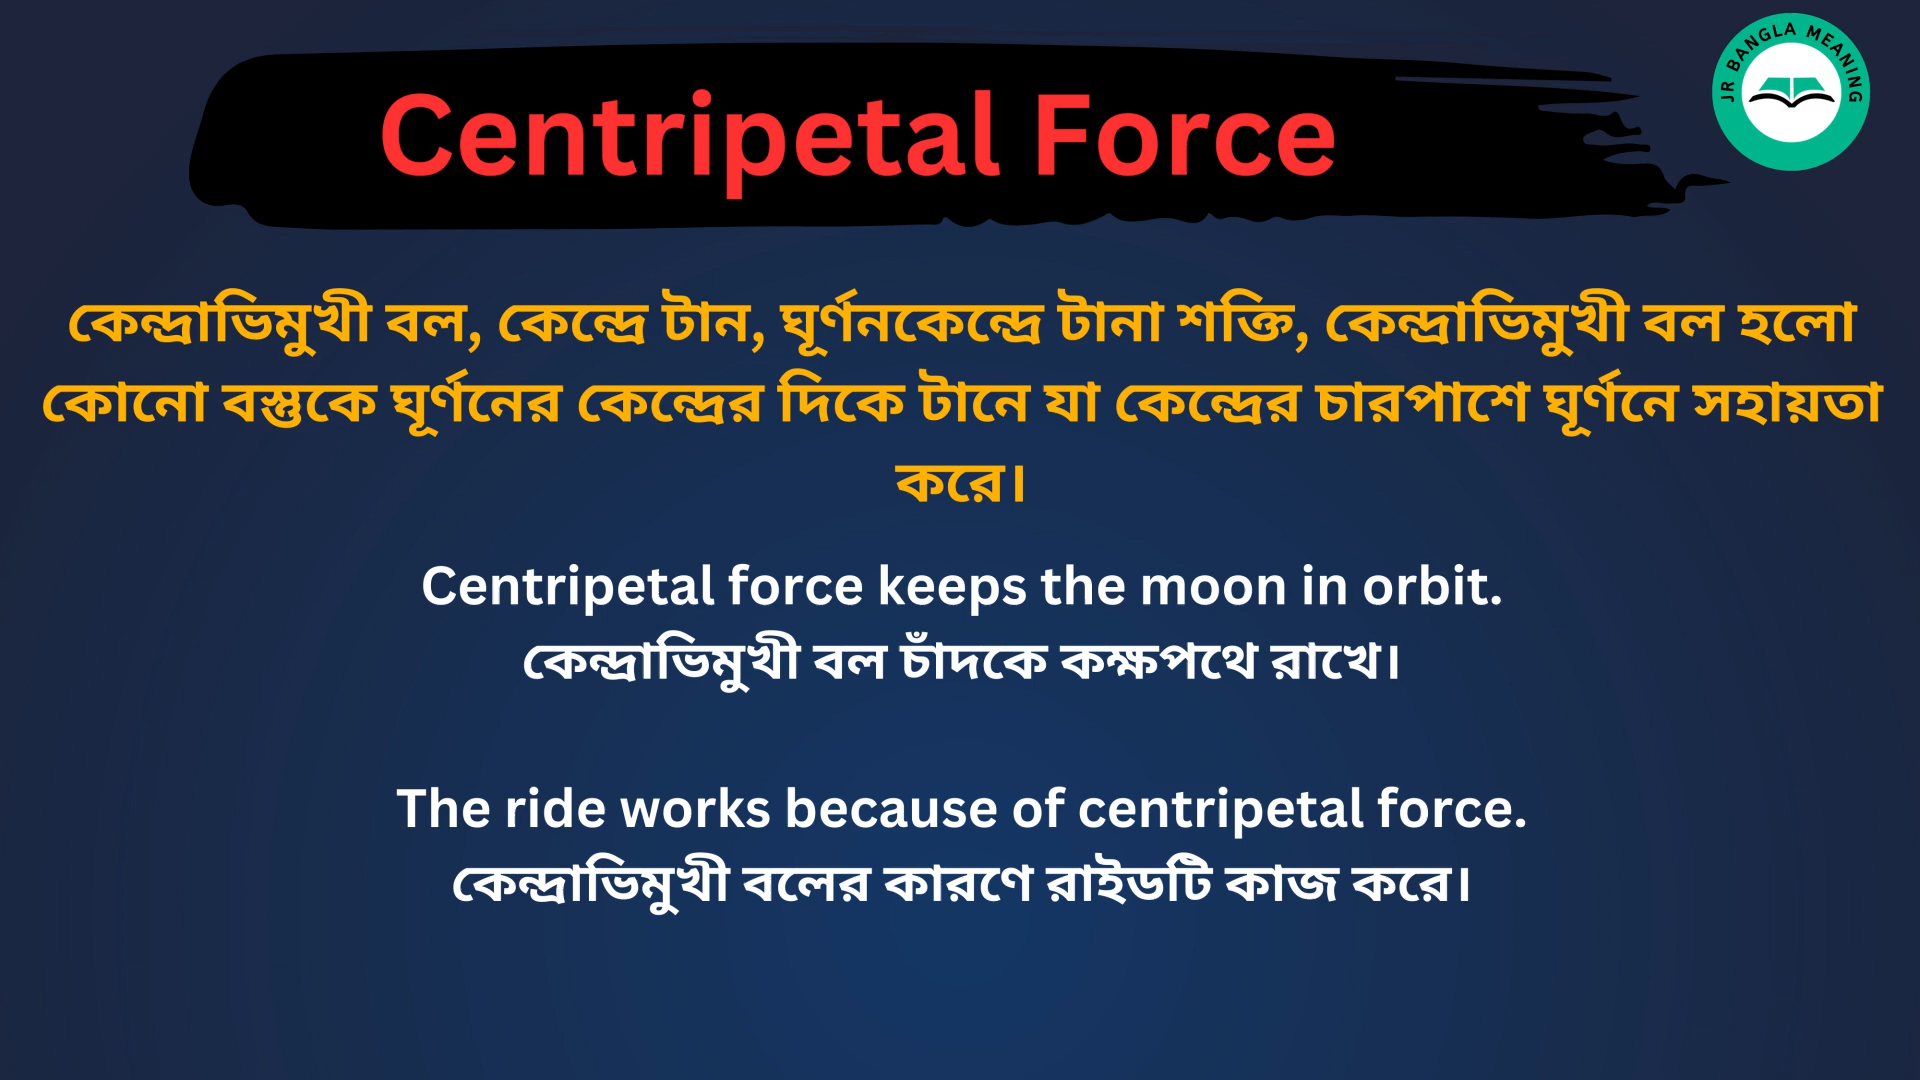 JR BANGLA MEANING
Centripetal Force
কেন্দ্রাভিমুখী বল, কেন্দ্রে টান, ঘূর্ণনকেন্দ্রে টানা শক্তি, কেন্দ্রাভিমুখী বল হলো
কোনো বস্তুকে ঘূর্ণনের কেন্দ্রের দিকে টানে যা কেন্দ্রের চারপাশে ঘূর্ণনে সহায়তা
করে।
Centripetal force keeps the moon in orbit.
কেন্দ্রাভিমুখী বল চাঁদকে কক্ষপথে রাখে।
The ride works because of centripetal force.
কেন্দ্রাভিমুখী বলের কারণে রাইডটি কাজ করে।